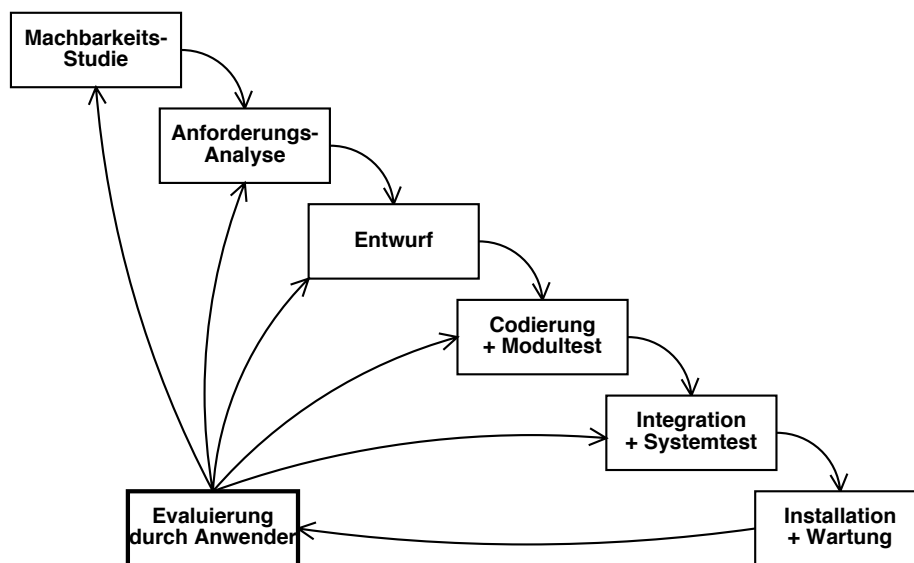 Machbarkeits-
Studie
Anforderungs-
Analyse
Entwurf
Codierung
+ Modultest
Integration
+ Systemtest
Evaluierung
durch Anwender
Installation
+ Wartung